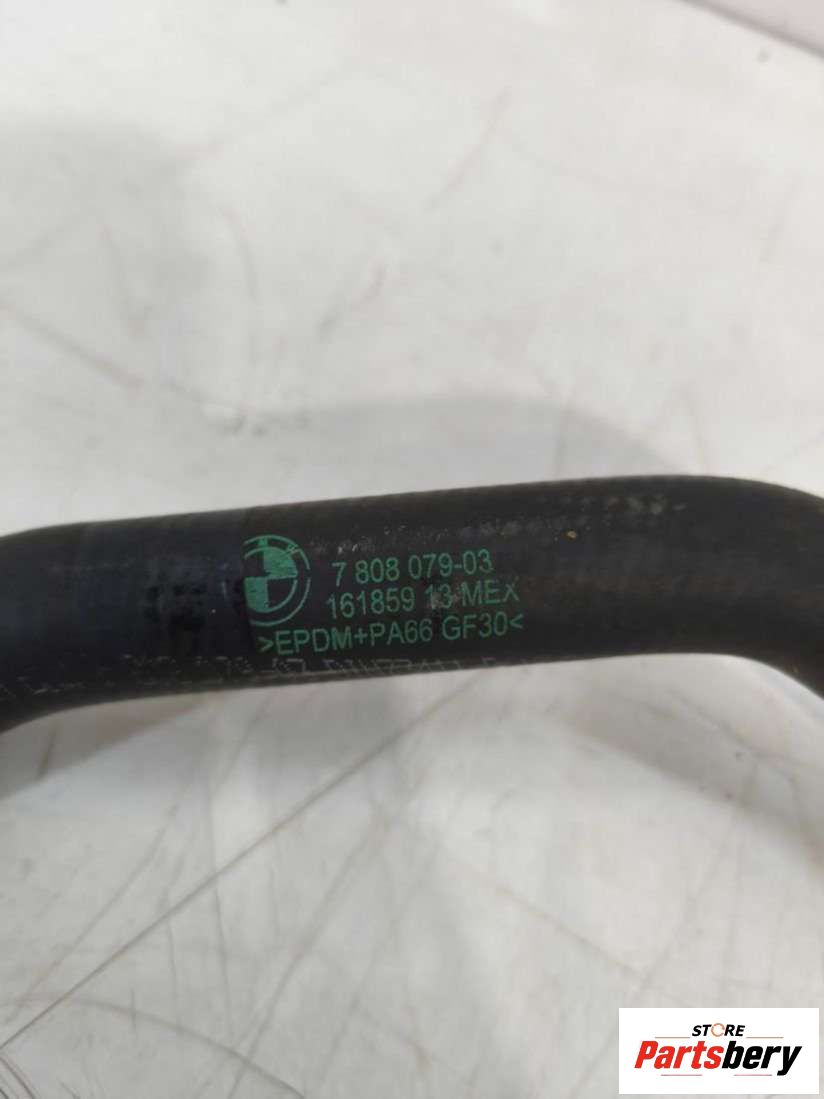 7 808 079-03
161859 13 MEX
>EPDM+PA66 GF30<
STORE
Partsbery